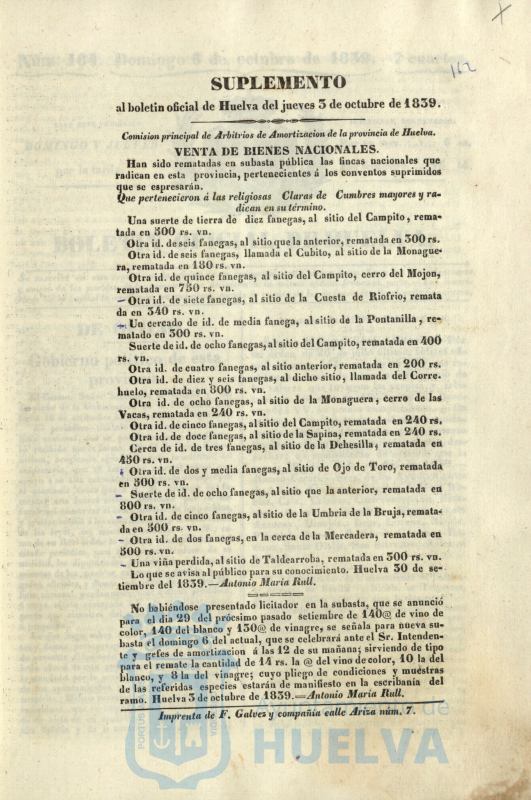 162
SUPLEMENTO
al boletin oficial de Huelva del jueves 3 de octubre de 1839.
Comision principal de Arbitrios de Amortizacion de la provincia de Huelva.
VENTA DE BIENES NACIONALES.
Han sido rematadas en subasta pública las fincas nacionales que
radican en esta provincia, pertenecientes á los conventos suprimidos
que se espresarán.
Que pertenecieron á las religiosas Claras de Cumbres mayores y ra-
dican en su término.
Una suerte de tierra de diez fanegas, al sitio del Campito, rema-
tada en 500 rs. vn.
Otra id. de seis fanegas, al sitio que la anterior, rematada en 300 rs.
Otra id. de seis fanegas, llamada el Cubito, al sitio de la Monague-
ra, rematada en 180 rs. vn.
Otra id. de quince fanegas, al sitio del Campito, cerro del Mojon,
rematada en 750 rs. vn.
Otra id. de siete fanegas, al sitio de la Cuesta de Riofrio, remata
da en 340 rs. vn.
Un cercado de id. de media fanega, al sitio de la Pontanilla, re-
matado en 300 rs. vn.
Suerte de id. de ocho fanegas, al sitio del Campito, rematada en 400
rs. vn.
Otra id. de cuatro fanegas, al sitio anterior, rematada en 200 rs.
Otra id. de diez y seis fanegas, al dicho sitio, llamada del Corre-
huelo, rematada en 800 rs. vn.
Otra id. de ocho fanegas, al sitio de la Monaguera, cerro de las
Vacas, rematada en 240 rs. vn.
Otra id. de cinco fanegas, al sitio del Campito, rematada en 240 rs.
Otra id. de doce fanegas, al sitio de la Sapina, rematada en 240 rs.
Cerca de id. de tres fanegas, al sitio de la Dehesilla, rematada en
450 rs. vn.
Otra id. de dos y media fanegas, al sitio de Ojo de Toro, rematada
en 500 rs. vn.
Suerte de id. de ocho fanegas, al sitio que la anterior, rematada en
800 rs. vn.
Otra id. de cinco fanegas, al sitio de la Umbria de la Bruja, remata-
da en 500 rs. vn.
Otra id. de dos fanegas, en la cerca de la Mercadera, rematada en
500 rs. vn.
Una viña perdida, al sitio de Taldearroba, rematada en 300 rs. vn.
Lo que se avisa al público para su conocimiento. Huelva 30 de se-
tiembre del 1839.—Antonio María Rull.
No habiéndose presentado licitador en la subasta, que se anunció
para el dia 29 del prócsimo pasado setiembre de 140@ de vino de
color, 140 del blanco y 130@ de vinagre, se señala para nueva su-
basta el domingo 6 del actual, que se celebrará ante el Sr. Intenden-
te y gefes de amortizacion á las 12 de su mañana; sirviendo de tipo
para el remate la cantidad de 14 rs. la @ del vino de color, 10 la del
blanco, y 8 la del vinagre; cuyo pliego de condiciones y muestras
de las referidas especies estarán de manifiesto en la escribanía del
ramo. Huelva 3 de octubre de 1839.=Antonio María Rull.
Imprenta de F. Galvez y compañía calle Ariza núm. 7.
HUELVA